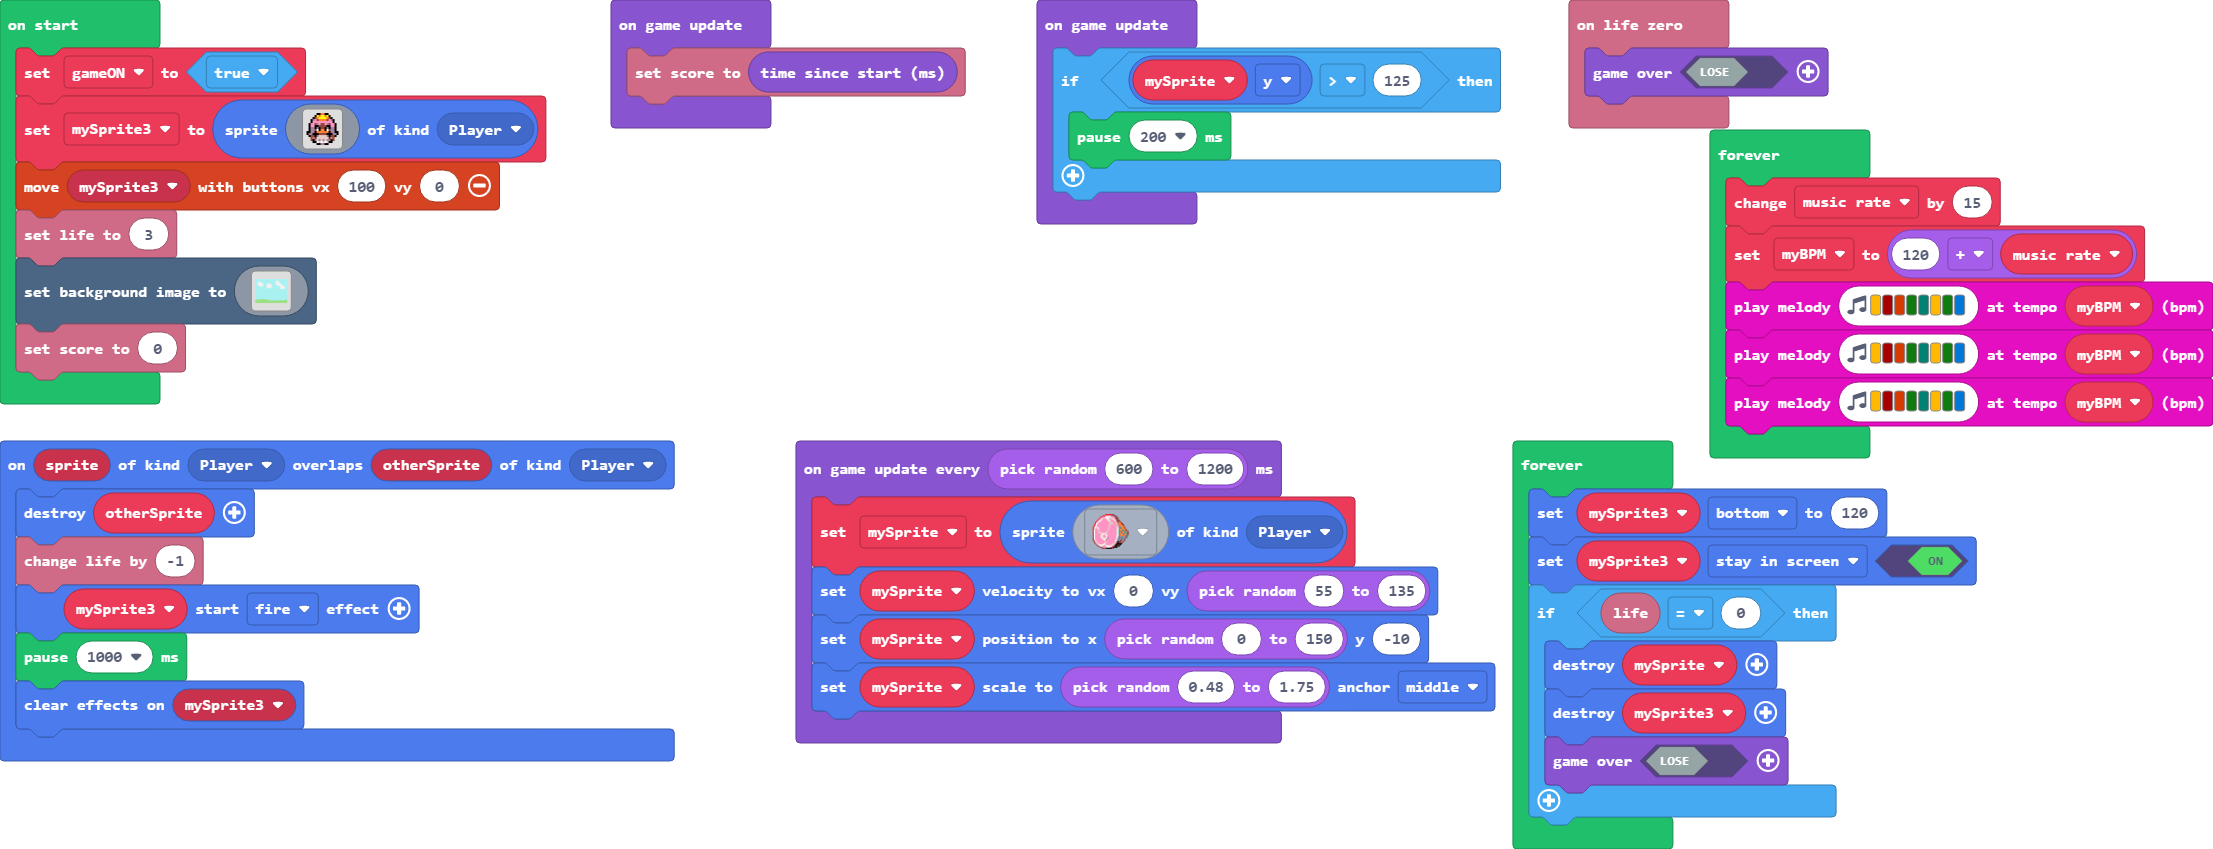 on start
set gameON to true
set mySprite3 to sprite of kind Player
move mySprite3 with buttons vx 100 vy 0
set life to 3
set background image to
set score to 0
on game update
set score to time since start (ms)
on game update
if mySprite y > 125 then
pause 200 ms
on life zero
game over LOSE
forever
change music rate by 15
set myBPM to 120 + music rate
play melody at tempo myBPM (bpm)
play melody at tempo myBPM (bpm)
play melody at tempo myBPM (bpm)
on sprite of kind Player overlaps otherSprite of kind Player
destroy otherSprite
change life by -1
mySprite3 start fire effect
pause 1000 ms
clear effects on mySprite3
on game update every pick random 600 to 1200 ms
set mySprite to sprite of kind Player
set mySprite velocity to vx 0 vy pick random 55 to 135
set mySprite position to x pick random 0 to 150 y -10
set mySprite scale to pick random 0.48 to 1.75 anchor middle
forever
set mySprite3 bottom to 120
set mySprite3 stay in screen ON
if life = 0 then
destroy mySprite
destroy mySprite3
game over LOSE